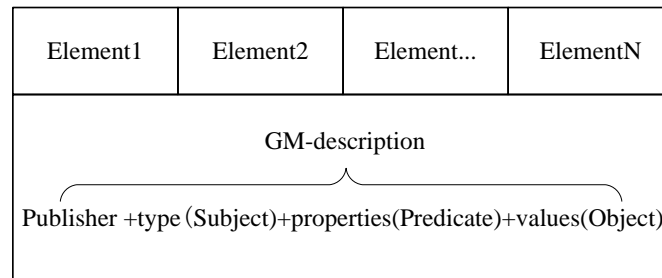 Element1 Element2 Element... ElementN
GM-description
Publisher +type（Subject)+properties(Predicate)+values(Object)